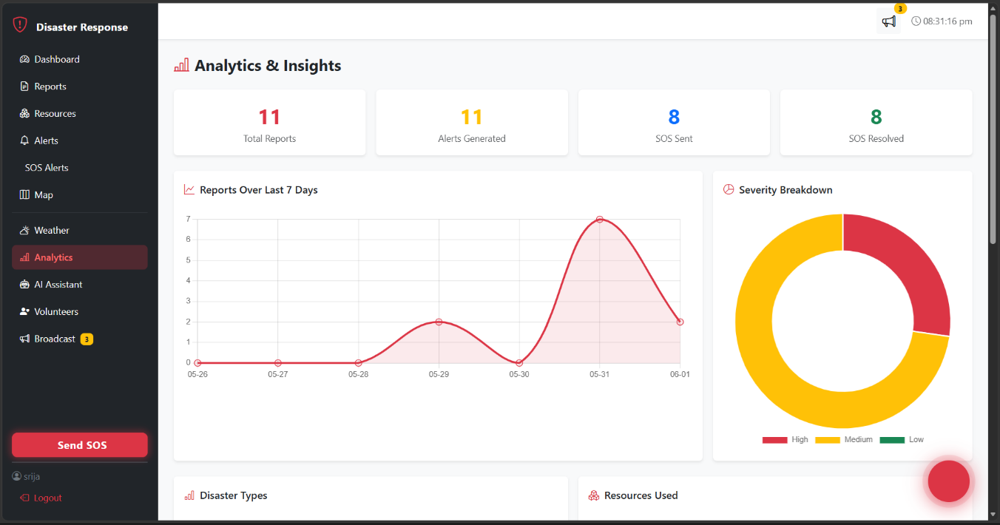 Disaster Response
Dashboard
Reports
Resources
Alerts
SOS Alerts
Map
Weather
Analytics
AI Assistant
Volunteers
Broadcast 3
Send SOS
srija
Logout
3
08:31:16 pm
Analytics & Insights
11
Total Reports
11
Alerts Generated
8
SOS Sent
8
SOS Resolved
Reports Over Last 7 Days
7
6
5
4
3
2
1
0
05-26 05-27 05-28 05-29 05-30 05-31 06-01
Severity Breakdown
High Medium Low
Disaster Types
Resources Used